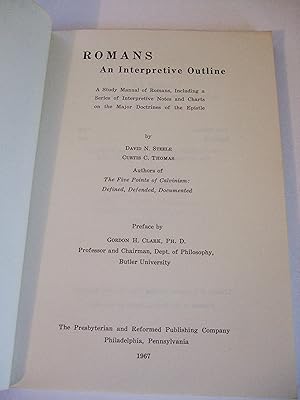 ROMANS
An Interpretive Outline
A Study Manual of Romans, Including a
Series of Interpretive Notes and Charts
on the Major Doctrines of the Epistle
by
DAVID N. STEELE
CURTIS C. THOMAS
Authors of
The Five Points of Calvinism:
Defined, Defended, Documented
Preface by
GORDON H. CLARK, PH. D.
Professor and Chairman, Dept. of Philosophy,
Butler University
The Presbyterian and Reformed Publishing Company
Philadelphia, Pennsylvania
1967